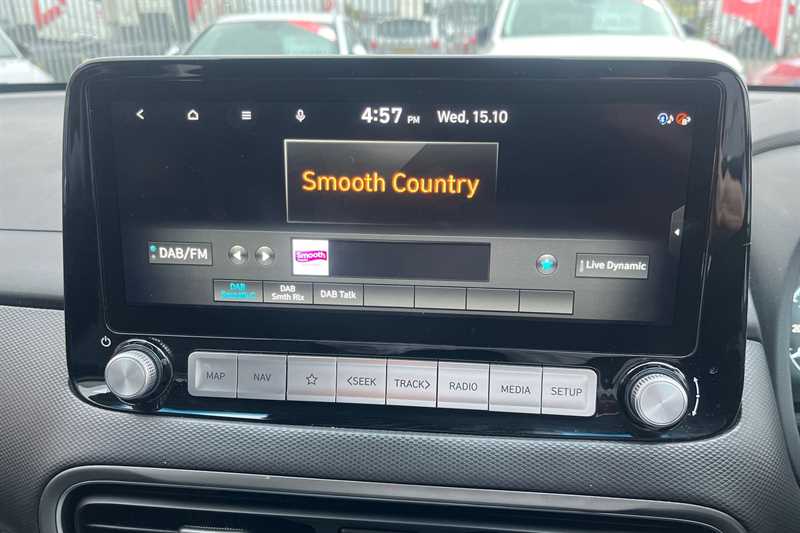 4:57 PM Wed, 15.10
Smooth Country
DAB/FM
Smooth
Live Dynamic
DAB
DAB Smth Rlx
DAB Talk
MAP NAV <SEEK TRACK> RADIO MEDIA SETUP